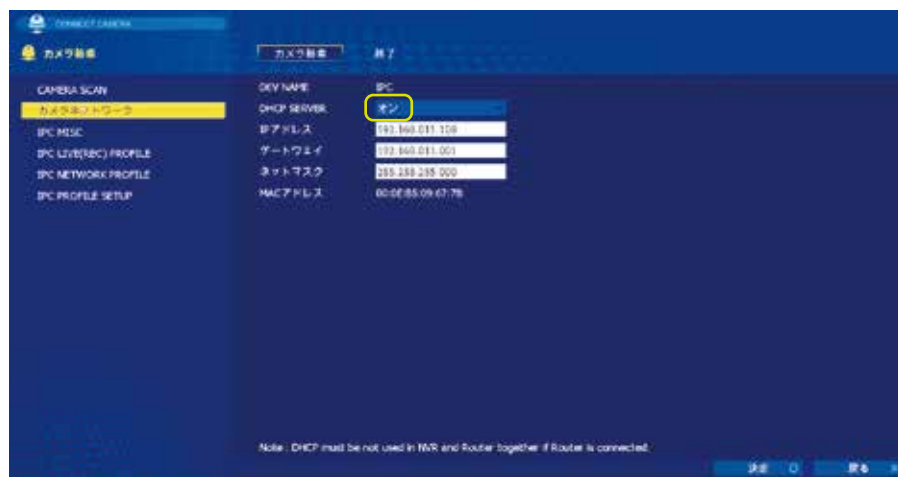 CONNECT CAMERA
カメラ検索
カメラ検索 終了
CAMERA SCAN
カメラネットワーク
IPC MISC
IPC LIVE(REC) PROFILE
IPC NETWORK PROFILE
IPC PROFILE SETUP
DEV NAME IPC
DHCP SERVER オン
IPアドレス 192.168.011.109
ゲートウェイ 192.168.011.001
ネットマスク 255.255.255.000
MACアドレス
Note : DHCP must be not used in NVR and Router together if Router is connected.
決定 戻る